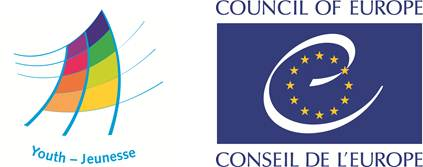 Youth – Jeunesse
COUNCIL OF EUROPE
CONSEIL DE L'EUROPE